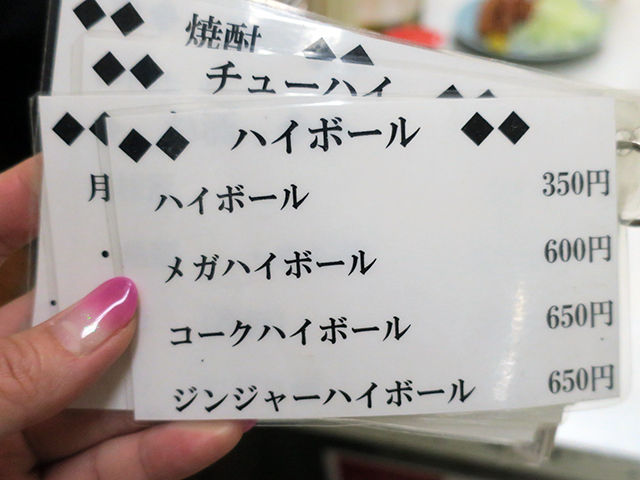 ◆◆ 焼酎
◆◆ チューハイ
◆◆ ハイボール ◆◆
月
ハイボール 350円
メガハイボール 600円
コークハイボール 650円
ジンジャーハイボール 650円